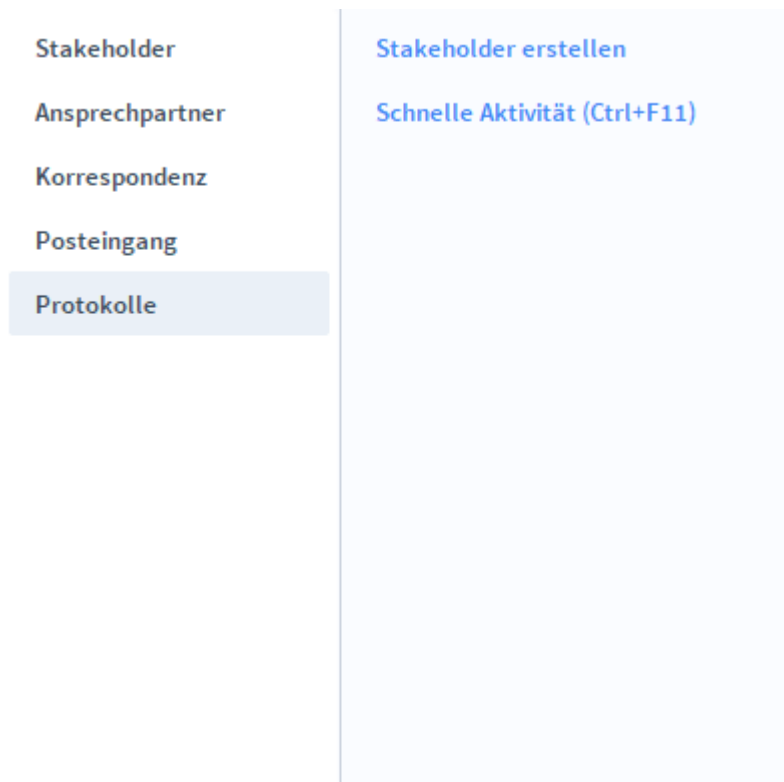 Stakeholder
Ansprechpartner
Korrespondenz
Posteingang
Protokolle
Stakeholder erstellen
Schnelle Aktivität (Ctrl+F11)